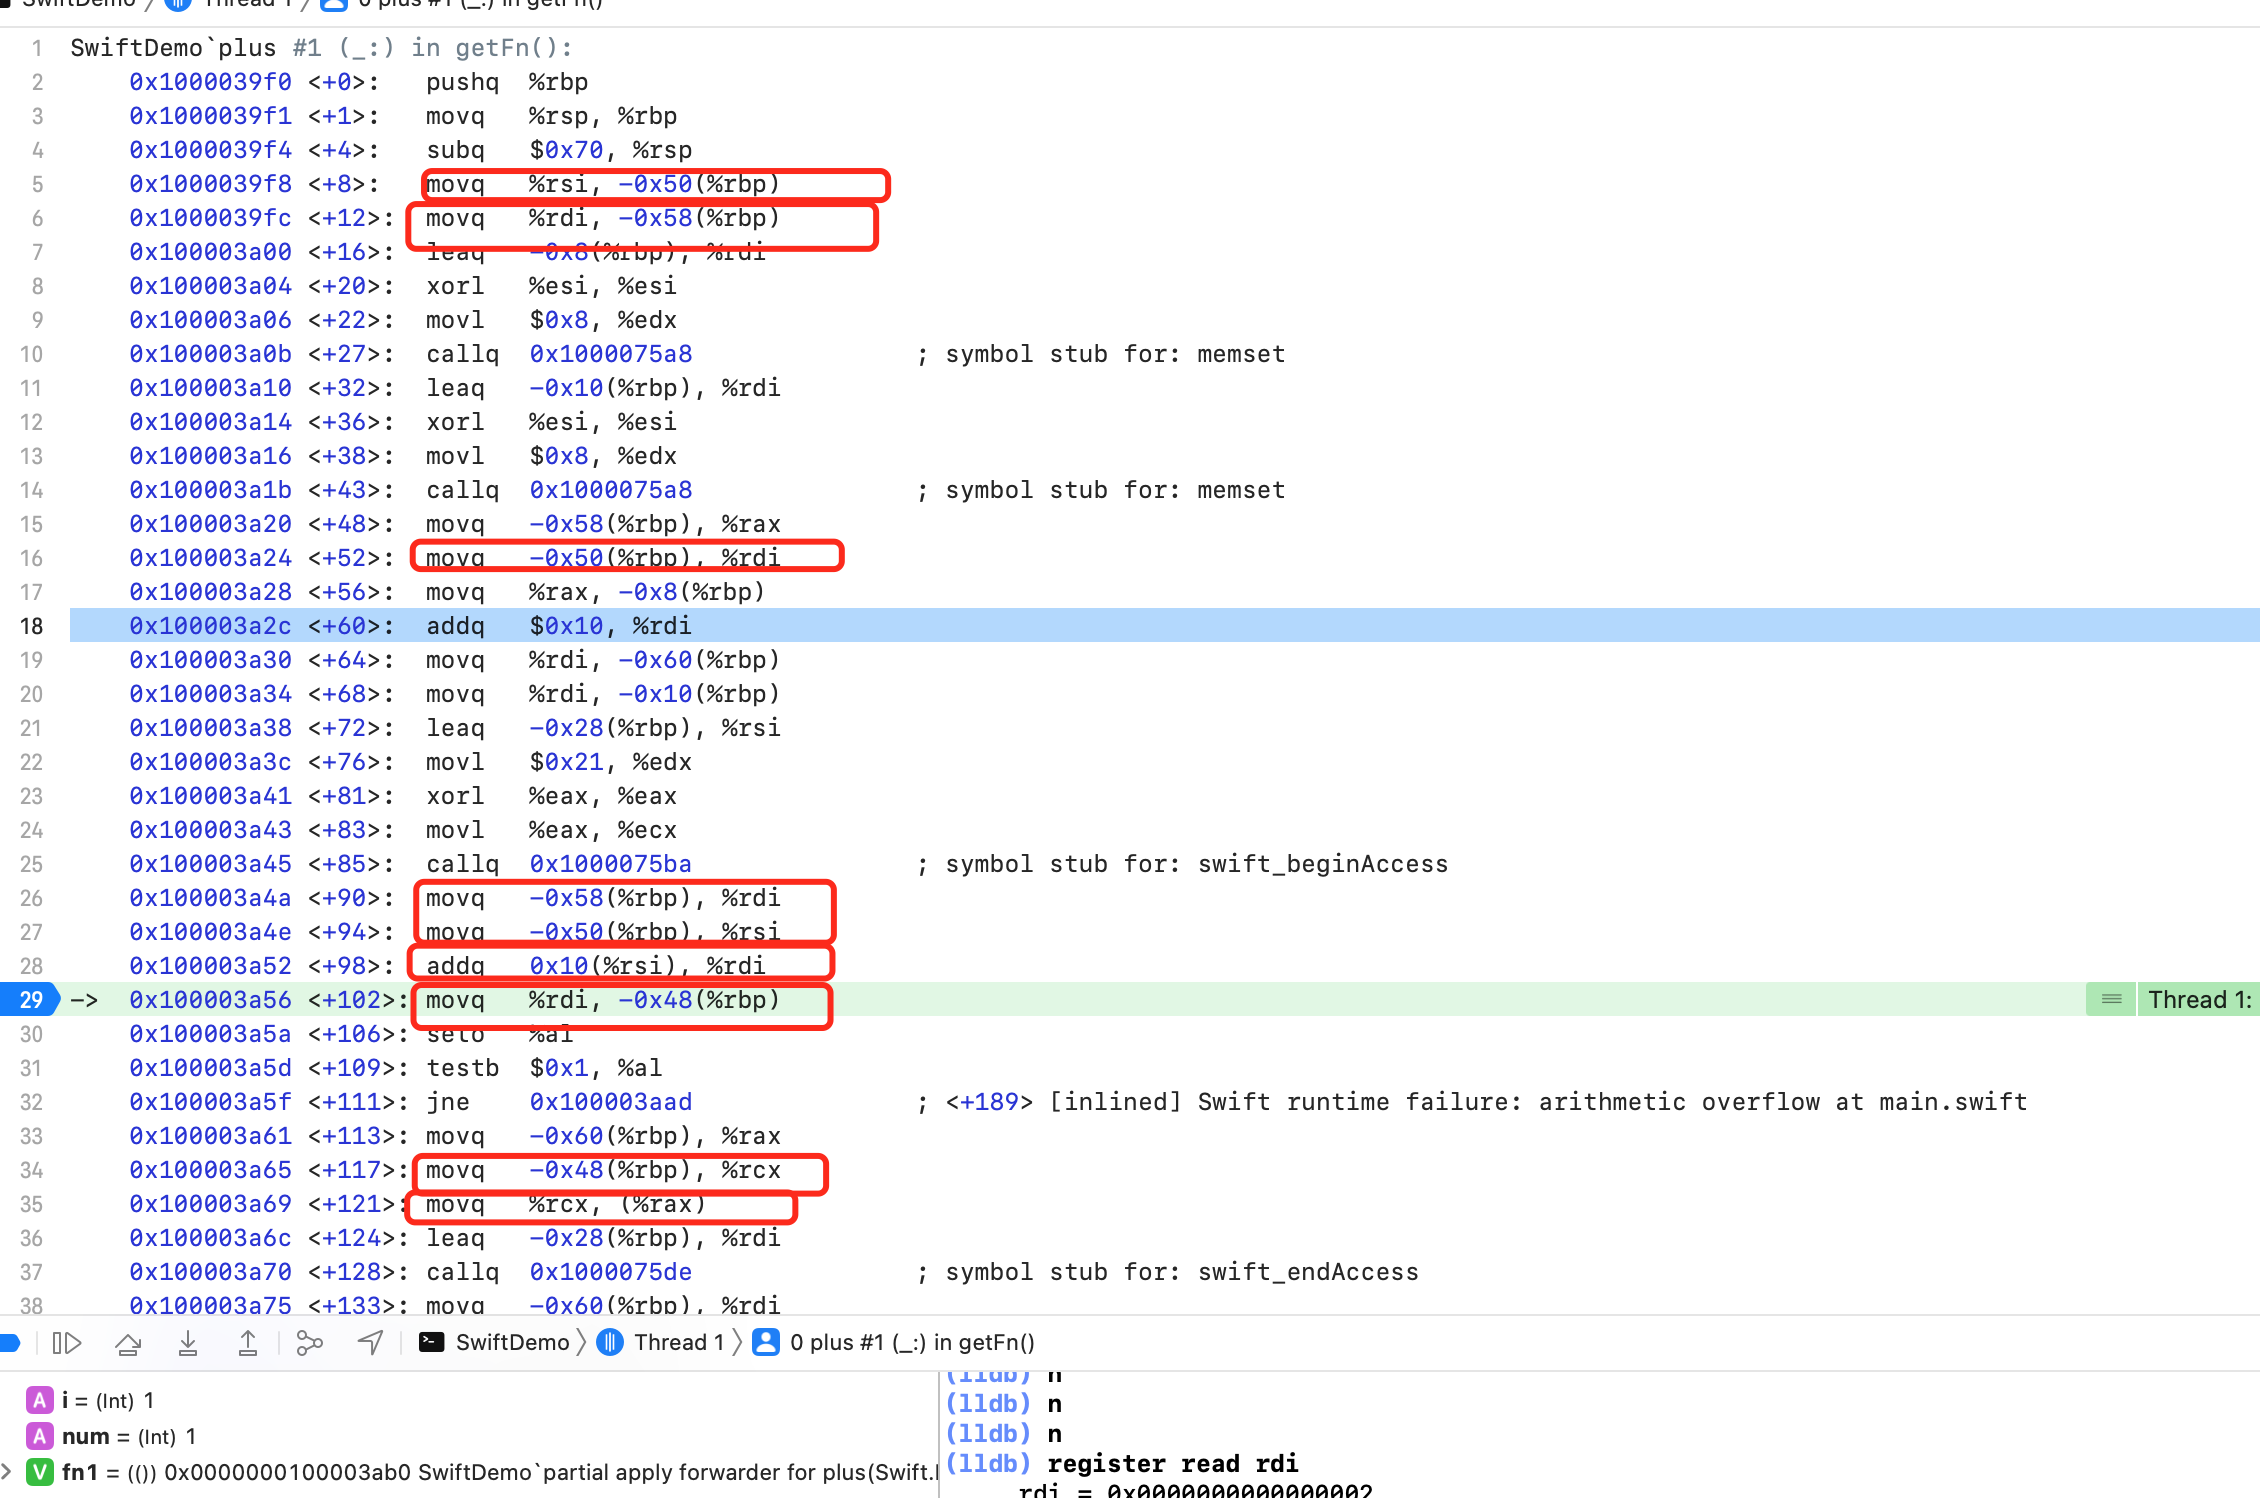 SwiftDemo Thread 1 0 plus #1 (_:) in getFn()
1 SwiftDemo`plus #1 (_:) in getFn():
2 0x1000039f0 <+0>: pushq %rbp
3 0x1000039f1 <+1>: movq %rsp, %rbp
4 0x1000039f4 <+4>: subq $0x70, %rsp
5 0x1000039f8 <+8>: movq %rsi, -0x50(%rbp)
6 0x1000039fc <+12>: movq %rdi, -0x58(%rbp)
7 0x100003a00 <+16>: leaq -0x8(%rbp), %rdi
8 0x100003a04 <+20>: xorl %esi, %esi
9 0x100003a06 <+22>: movl $0x8, %edx
10 0x100003a0b <+27>: callq 0x1000075a8 ; symbol stub for: memset
11 0x100003a10 <+32>: leaq -0x10(%rbp), %rdi
12 0x100003a14 <+36>: xorl %esi, %esi
13 0x100003a16 <+38>: movl $0x8, %edx
14 0x100003a1b <+43>: callq 0x1000075a8 ; symbol stub for: memset
15 0x100003a20 <+48>: movq -0x58(%rbp), %rax
16 0x100003a24 <+52>: movq -0x50(%rbp), %rdi
17 0x100003a28 <+56>: movq %rax, -0x8(%rbp)
18 0x100003a2c <+60>: addq $0x10, %rdi
19 0x100003a30 <+64>: movq %rdi, -0x60(%rbp)
20 0x100003a34 <+68>: movq %rdi, -0x10(%rbp)
21 0x100003a38 <+72>: leaq -0x28(%rbp), %rsi
22 0x100003a3c <+76>: movl $0x21, %edx
23 0x100003a41 <+81>: xorl %eax, %eax
24 0x100003a43 <+83>: movl %eax, %ecx
25 0x100003a45 <+85>: callq 0x1000075ba ; symbol stub for: swift_beginAccess
26 0x100003a4a <+90>: movq -0x58(%rbp), %rdi
27 0x100003a4e <+94>: movq -0x50(%rbp), %rsi
28 0x100003a52 <+98>: addq 0x10(%rsi), %rdi
29 -> 0x100003a56 <+102>: movq %rdi, -0x48(%rbp) Thread 1:
30 0x100003a5a <+106>: seto %al
31 0x100003a5d <+109>: testb $0x1, %al
32 0x100003a5f <+111>: jne 0x100003aad ; <+189> [inlined] Swift runtime failure: arithmetic overflow at main.swift
33 0x100003a61 <+113>: movq -0x60(%rbp), %rax
34 0x100003a65 <+117>: movq -0x48(%rbp), %rcx
35 0x100003a69 <+121>: movq %rcx, (%rax)
36 0x100003a6c <+124>: leaq -0x28(%rbp), %rdi
37 0x100003a70 <+128>: callq 0x1000075de ; symbol stub for: swift_endAccess
38 0x100003a75 <+133>: movq -0x60(%rbp), %rdi
SwiftDemo Thread 1 0 plus #1 (_:) in getFn()
A i = (Int) 1
A num = (Int) 1
V fn1 = (()) 0x0000000100003ab0 SwiftDemo`partial apply forwarder for plus(Swift.
(lldb) n
(lldb) n
(lldb) n
(lldb) register read rdi
rdi = 0x0000000000000002